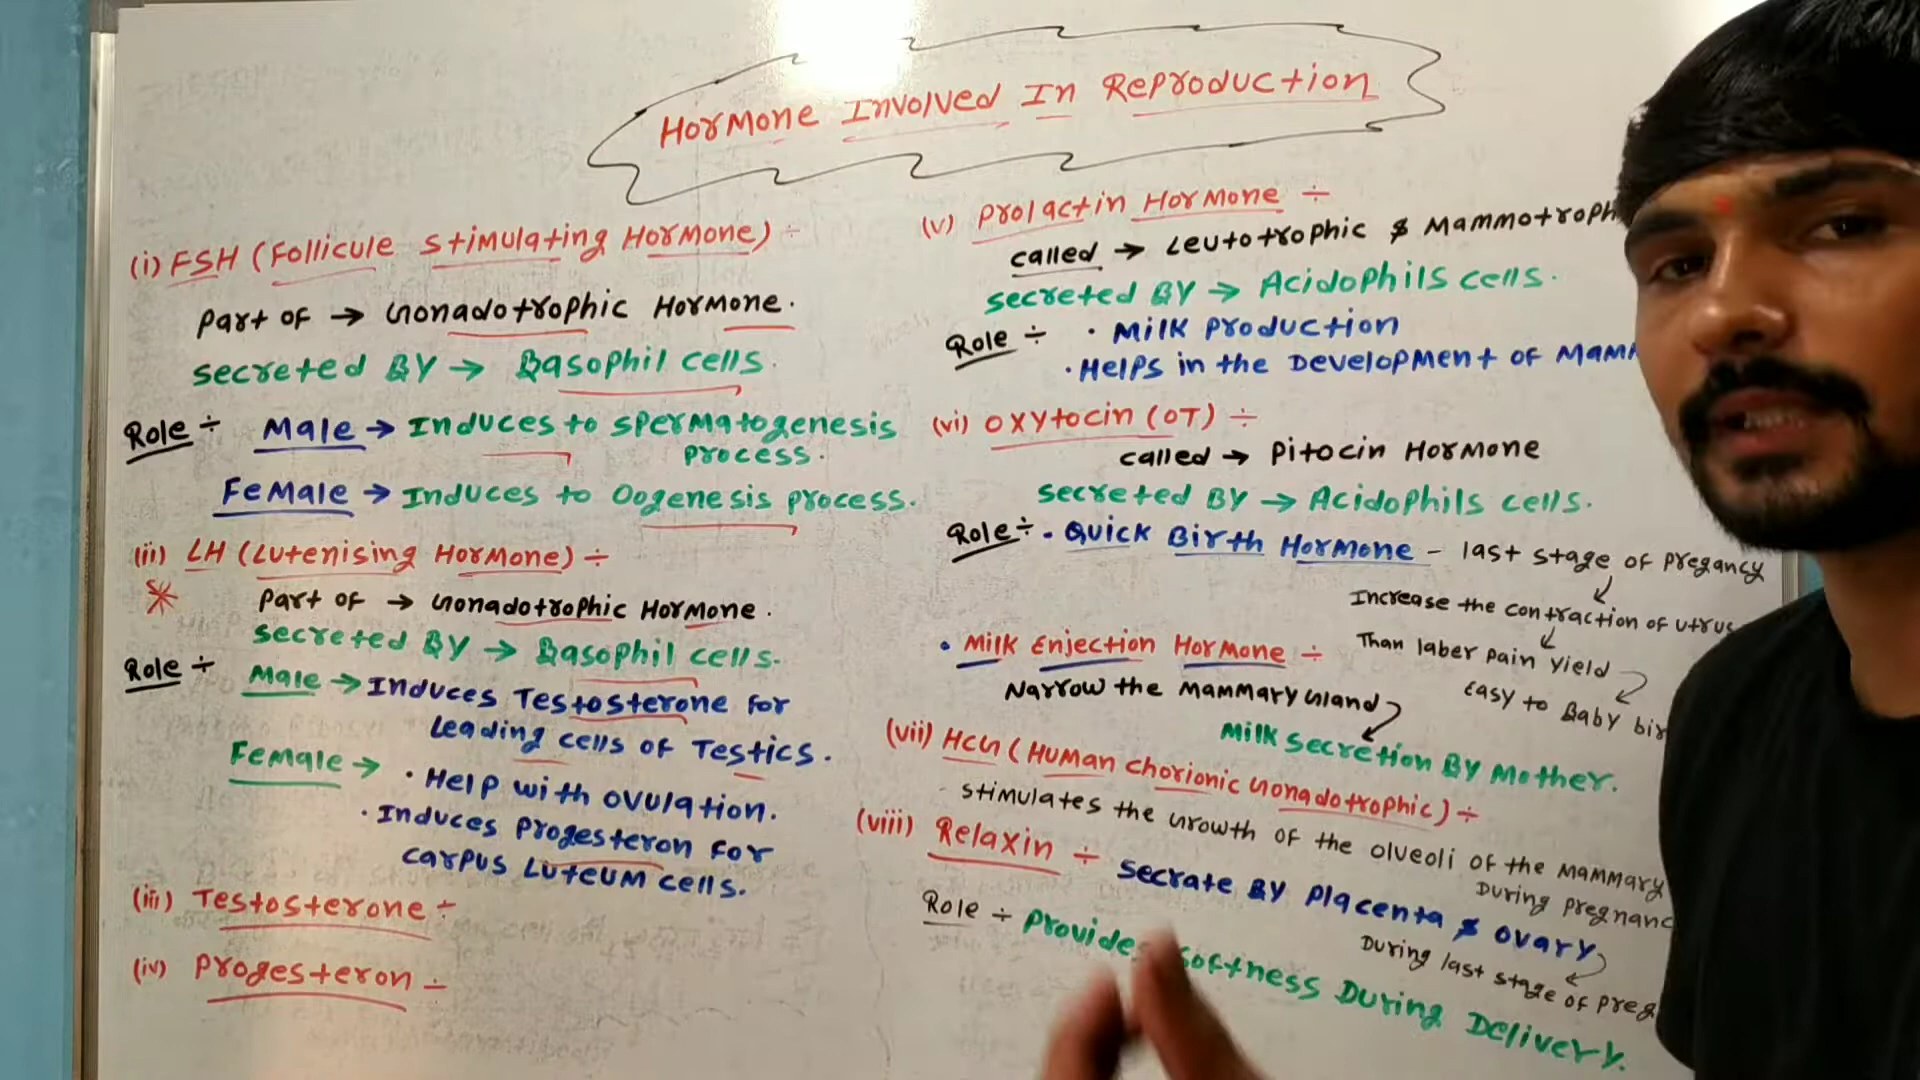 Hormone Involved In Reproduction
(i) FSH (Follicule stimulating Hormone) ÷
Part of → Gonadotrophic Hormone.
secreted By → Basophil cells.
Role ÷ Male → Induces to spermatogenesis
process.
Female → Induces to Oogenesis process.
(ii) LH (Lutenising Hormone) ÷
Part of → Gonadotrophic Hormone.
secreted By → Basophil cells.
Role ÷ Male → Induces Testosterone for
Leading cells of Testics.
Female → • Help with ovulation.
• Induces progesteron for
carpus Luteum cells.
(iii) Testosterone ÷
(iv) Progesteron ÷
(v) Prolactin Hormone ÷
called → Leutotrophic & Mammotroph
secreted By → Acidophils cells.
Role ÷ • Milk production
• Helps in the Development of Mam
(vi) Oxytocin (OT) ÷
called → Pitocin Hormone
secreted By → Acidophils cells.
Role ÷ • Quick Birth Hormone - last stage of pregancy
Increase the contraction of utrus
Than laber pain yield
easy to Baby bir
• Milk Enjection Hormone ÷
Narrow the mammary Gland
Milk secretion By Mother.
(vii) HCG (Human chorionic Gonadotrophic) ÷
stimulates the Growth of the olveoli of the mammary
During pregnanc
(viii) Relaxin ÷ secrate By Placenta & ovary
During last stage of preg
Role ÷ Provide softness During Delivery.